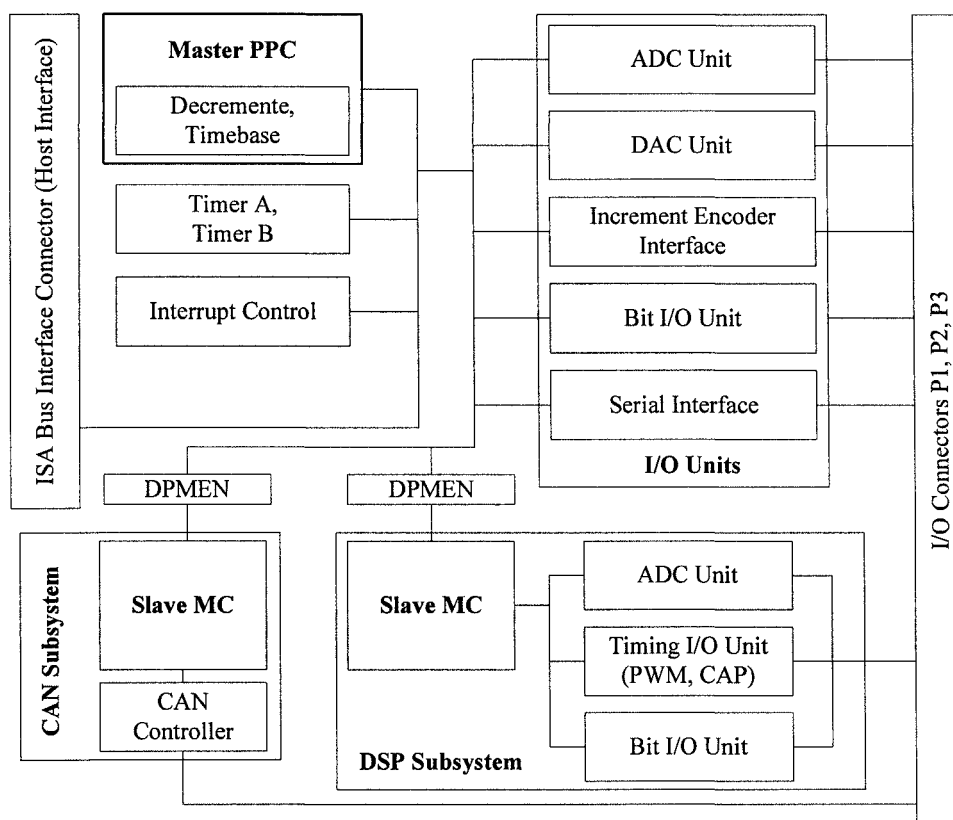 ISA Bus Interface Connector (Host Interface)
Master PPC
Decremente,
Timebase
Timer A,
Timer B
Interrupt Control
ADC Unit
DAC Unit
Increment Encoder
Interface
Bit I/O Unit
Serial Interface
I/O Units
I/O Connectors P1, P2, P3
DPMEN
DPMEN
CAN Subsystem
Slave MC
CAN
Controller
Slave MC
ADC Unit
Timing I/O Unit
(PWM, CAP)
Bit I/O Unit
DSP Subsystem